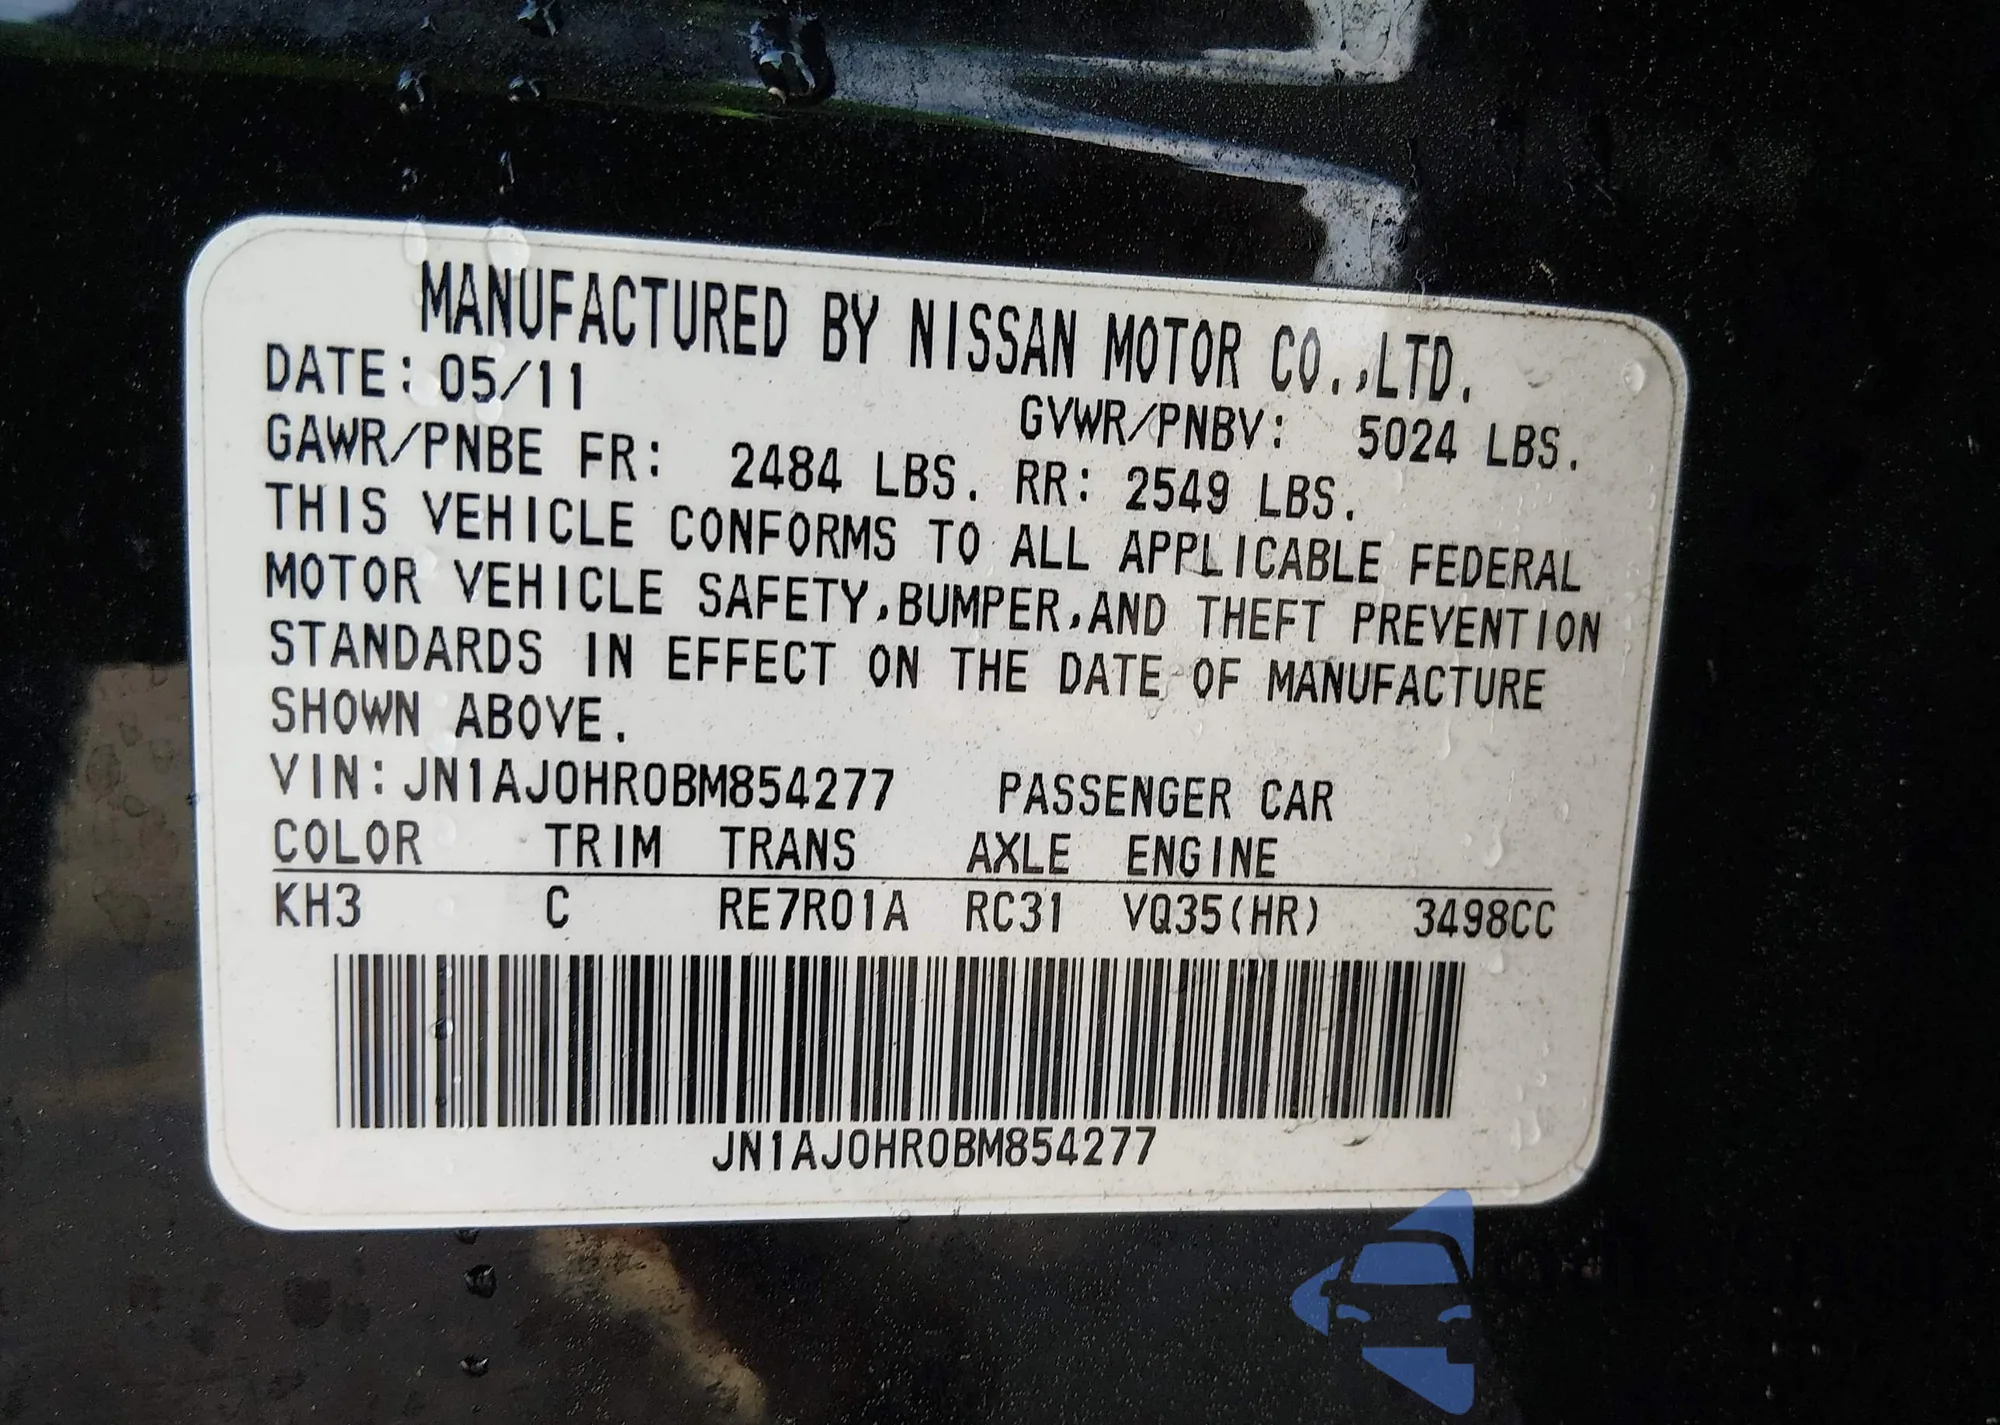 MANUFACTURED BY NISSAN MOTOR CO.,LTD.
DATE: 05/11 GVWR/PNBV: 5024 LBS.
GAWR/PNBE FR: 2484 LBS. RR: 2549 LBS.
THIS VEHICLE CONFORMS TO ALL APPLICABLE FEDERAL
MOTOR VEHICLE SAFETY,BUMPER,AND THEFT PREVENTION
STANDARDS IN EFFECT ON THE DATE OF MANUFACTURE
SHOWN ABOVE.
VIN:JN1AJ0HR0BM854277 PASSENGER CAR
COLOR TRIM TRANS AXLE ENGINE
KH3 C RE7R01A RC31 VQ35(HR) 3498CC
JN1AJ0HR0BM854277